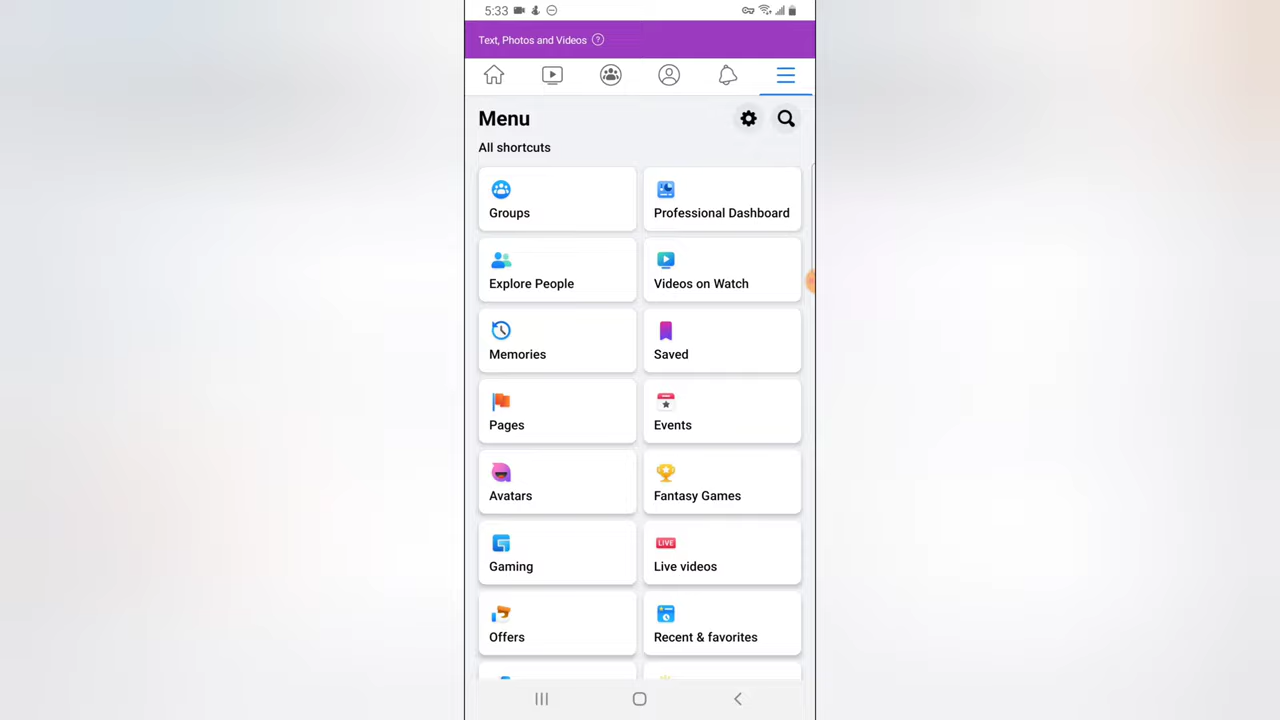 5:33
Text, Photos and Videos ?
Menu
All shortcuts
Groups
Professional Dashboard
Explore People
Videos on Watch
Memories
Saved
Pages
Events
Avatars
Fantasy Games
Gaming
LIVE
Live videos
Offers
Recent & favorites